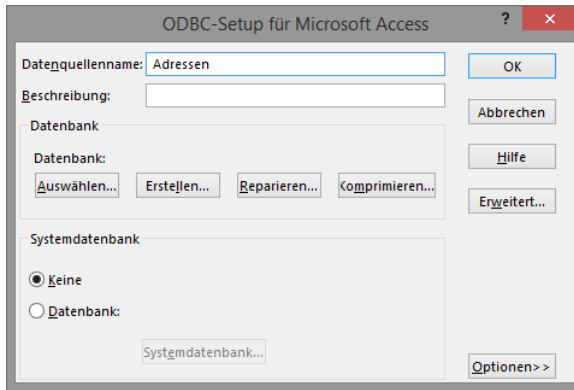 ODBC-Setup für Microsoft Access
?
×
Datenquellenname: Adressen
OK
Beschreibung:
Abbrechen
Datenbank
Datenbank:
Hilfe
Auswählen... Erstellen... Reparieren... Komprimieren...
Erweitert...
Systemdatenbank
Keine
Datenbank:
Systemdatenbank...
Optionen>>